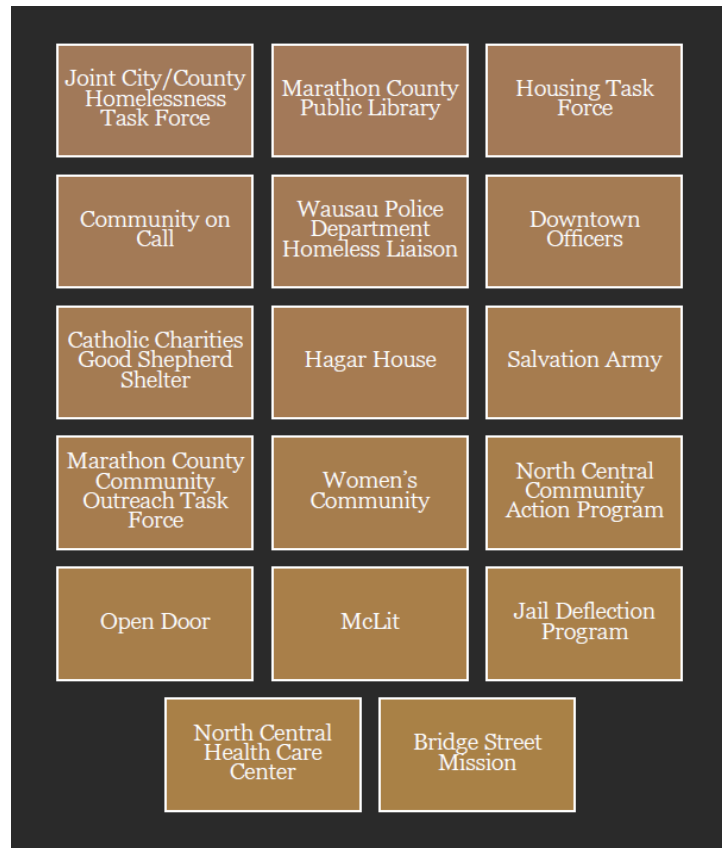 Joint City/County
Homelessness
Task Force
Marathon County
Public Library
Housing Task
Force
Community on
Call
Wausau Police
Department
Homeless Liaison
Downtown
Officers
Catholic Charities
Good Shepherd
Shelter
Hagar House
Salvation Army
Marathon County
Community
Outreach Task
Force
Women’s
Community
North Central
Community
Action Program
Open Door
McLit
Jail Deflection
Program
North Central
Health Care
Center
Bridge Street
Mission